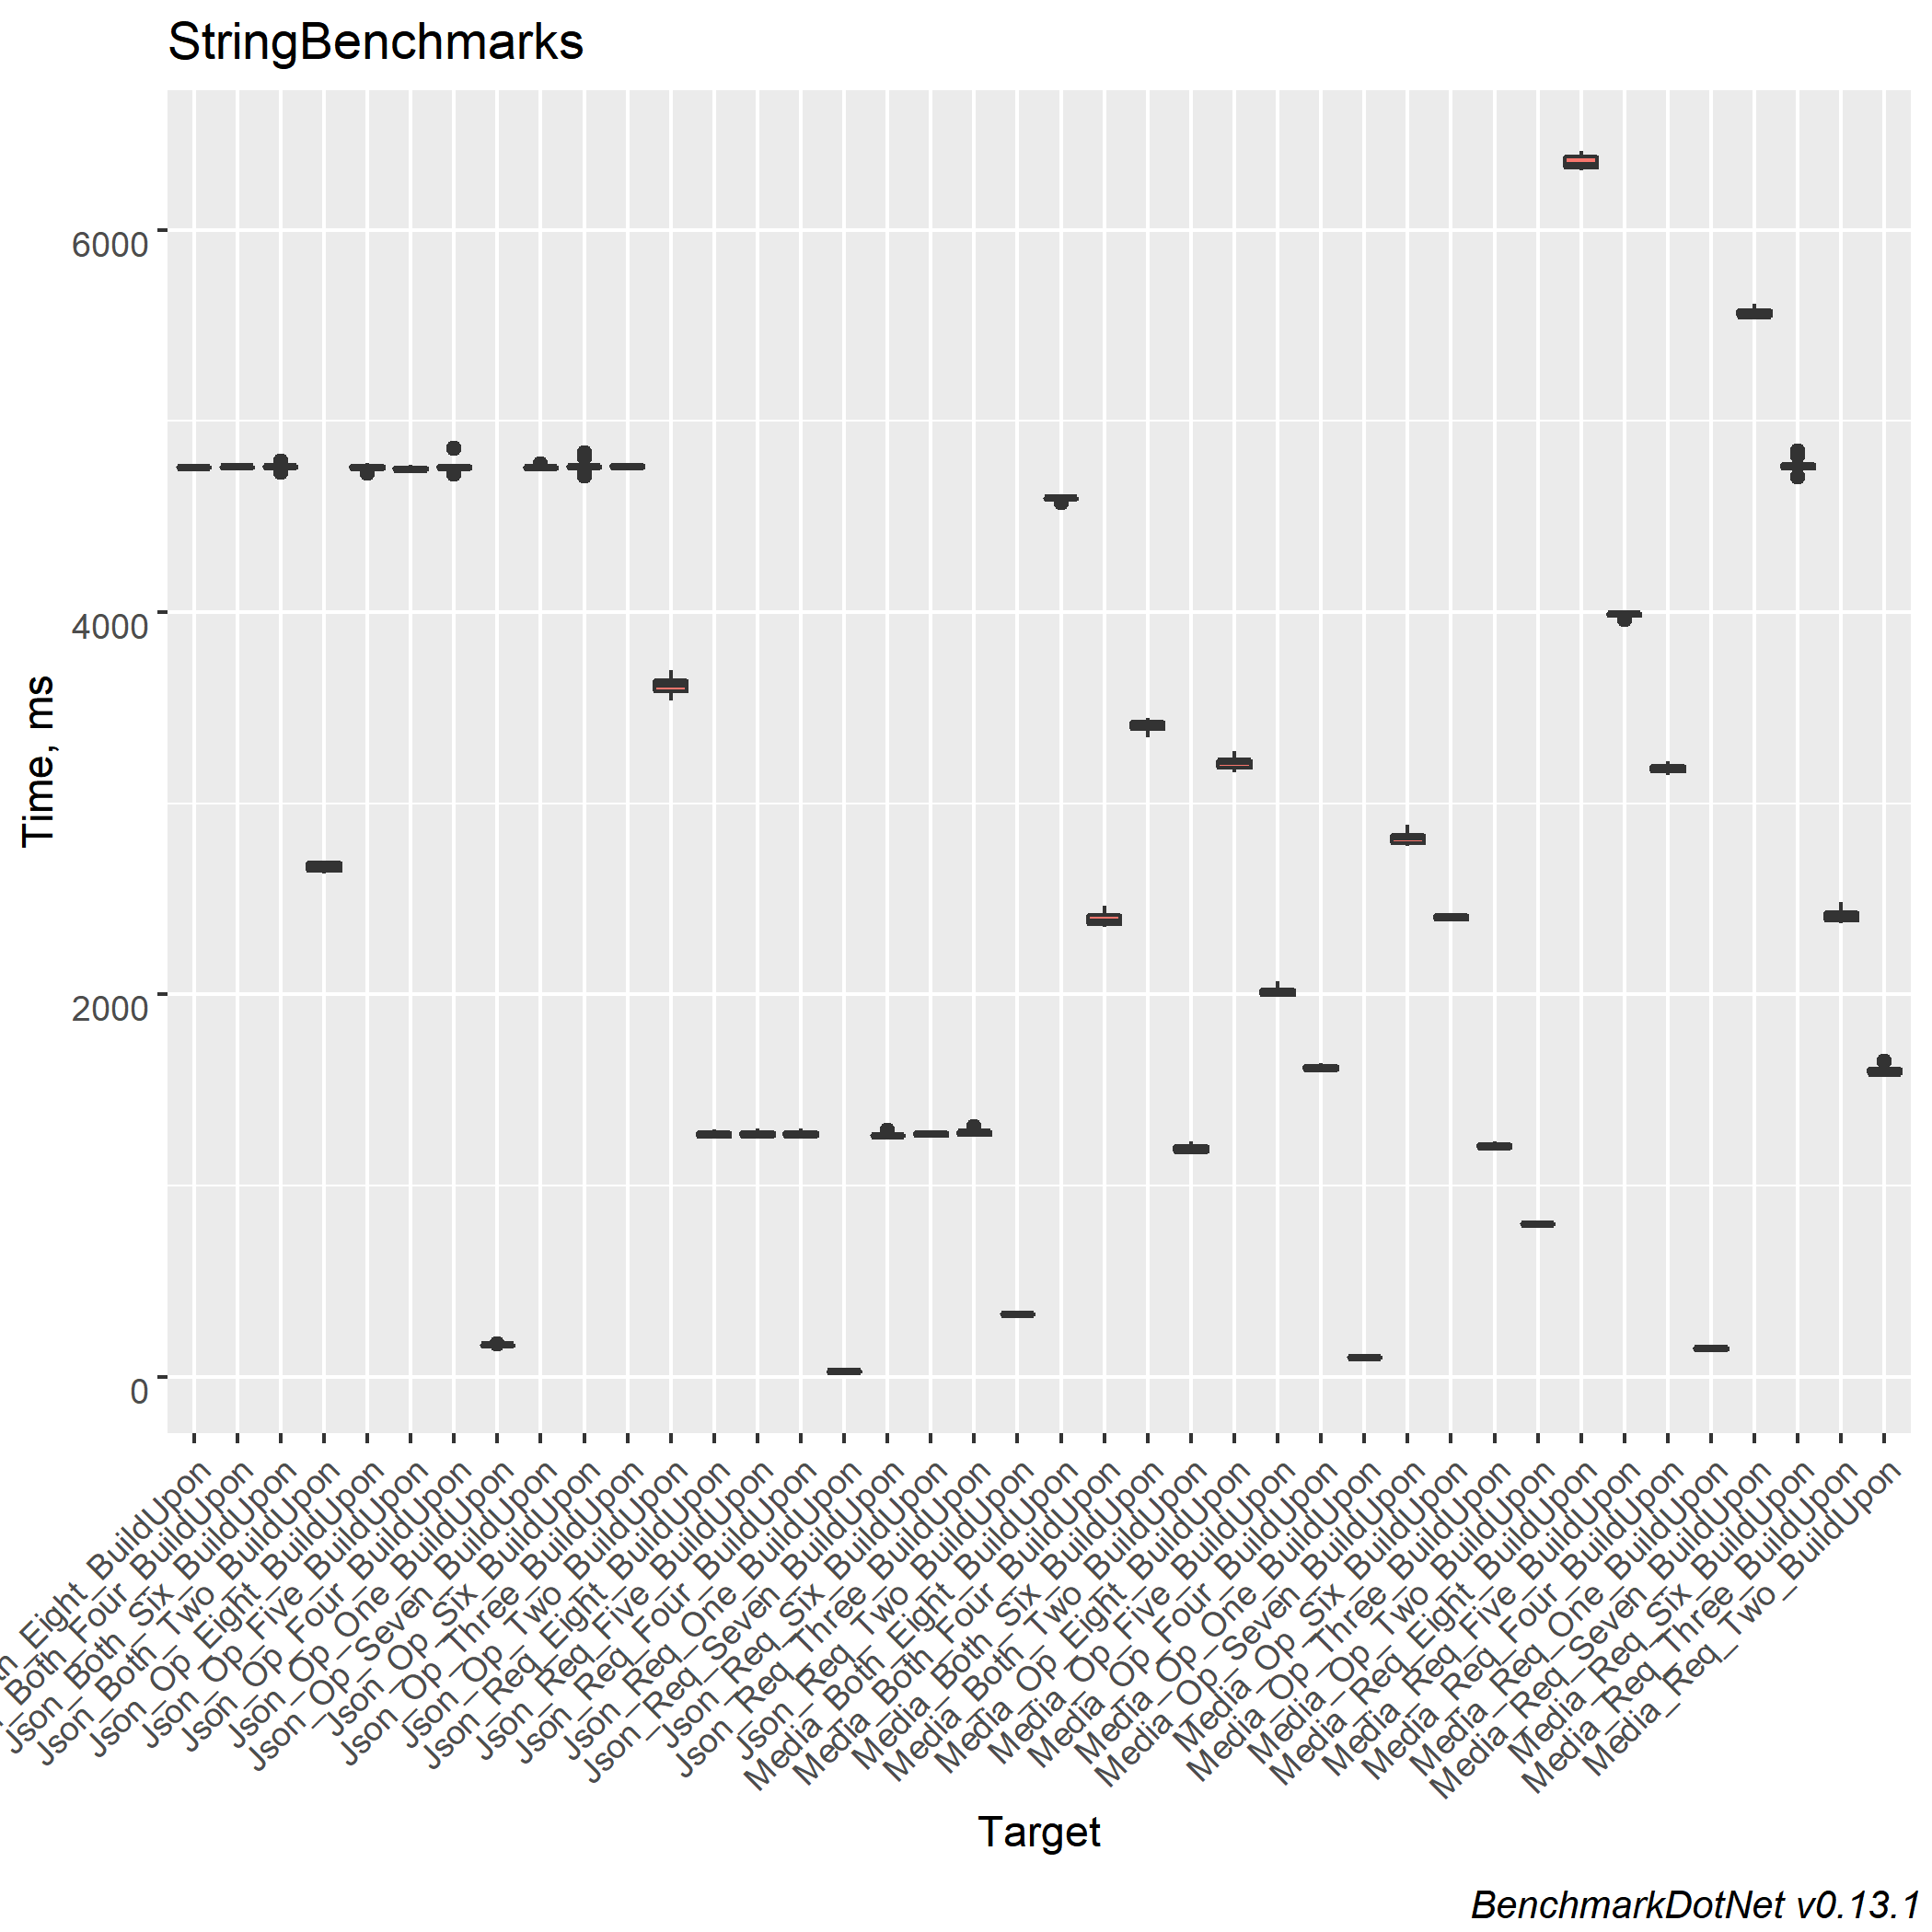 StringBenchmarks
Time, ms
6000
4000
2000
0
th_Eight_BuildUpon
n_Both_Four_BuildUpon
Json_Both_Six_BuildUpon
Json_Both_Two_BuildUpon
Json_Op_Eight_BuildUpon
Json_Op_Five_BuildUpon
Json_Op_Four_BuildUpon
Json_Op_One_BuildUpon
Json_Op_Seven_BuildUpon
Json_Op_Six_BuildUpon
Json_Op_Three_BuildUpon
Json_Op_Two_BuildUpon
Json_Req_Eight_BuildUpon
Json_Req_Five_BuildUpon
Json_Req_Four_BuildUpon
Json_Req_One_BuildUpon
Json_Req_Seven_BuildUpon
Json_Req_Six_BuildUpon
Json_Req_Three_BuildUpon
Json_Req_Two_BuildUpon
Media_Both_Eight_BuildUpon
Media_Both_Four_BuildUpon
Media_Both_Six_BuildUpon
Media_Both_Two_BuildUpon
Media_Op_Eight_BuildUpon
Media_Op_Five_BuildUpon
Media_Op_Four_BuildUpon
Media_Op_One_BuildUpon
Media_Op_Seven_BuildUpon
Media_Op_Six_BuildUpon
Media_Op_Three_BuildUpon
Media_Op_Two_BuildUpon
Media_Req_Eight_BuildUpon
Media_Req_Five_BuildUpon
Media_Req_Four_BuildUpon
Media_Req_One_BuildUpon
Media_Req_Seven_BuildUpon
Media_Req_Six_BuildUpon
Media_Req_Three_BuildUpon
Media_Req_Two_BuildUpon
Target
BenchmarkDotNet v0.13.1